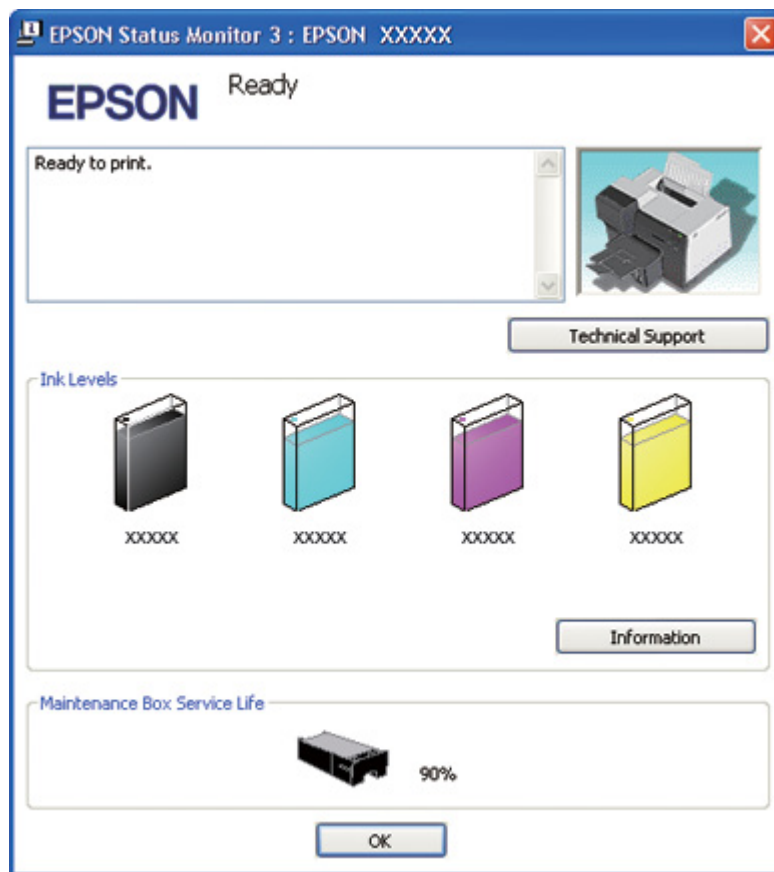 EPSON Status Monitor 3 : EPSON XXXXX
EPSON
Ready
Ready to print.
Technical Support
Ink Levels
XXXXX XXXXX XXXXX XXXXX
Information
Maintenance Box Service Life
90%
OK